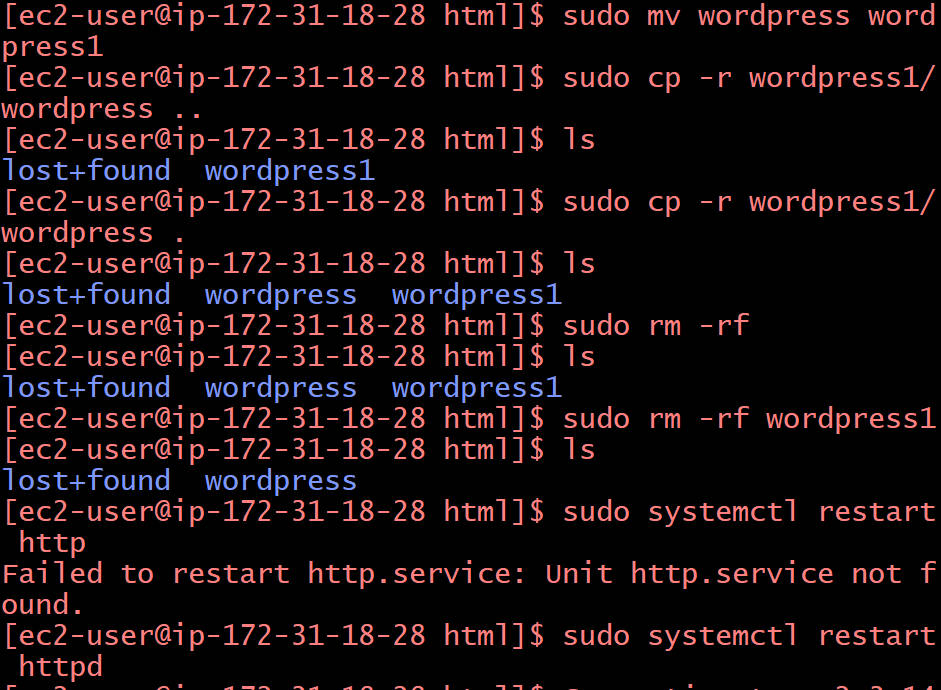 [ec2-user@ip-172-31-18-28 html]$ sudo mv wordpress word
press1
[ec2-user@ip-172-31-18-28 html]$ sudo cp -r wordpress1/
wordpress ..
[ec2-user@ip-172-31-18-28 html]$ ls
lost+found  wordpress1
[ec2-user@ip-172-31-18-28 html]$ sudo cp -r wordpress1/
wordpress .
[ec2-user@ip-172-31-18-28 html]$ ls
lost+found  wordpress  wordpress1
[ec2-user@ip-172-31-18-28 html]$ sudo rm -rf
[ec2-user@ip-172-31-18-28 html]$ ls
lost+found  wordpress  wordpress1
[ec2-user@ip-172-31-18-28 html]$ sudo rm -rf wordpress1
[ec2-user@ip-172-31-18-28 html]$ ls
lost+found  wordpress
[ec2-user@ip-172-31-18-28 html]$ sudo systemctl restart
 http
Failed to restart http.service: Unit http.service not f
ound.
[ec2-user@ip-172-31-18-28 html]$ sudo systemctl restart
 httpd